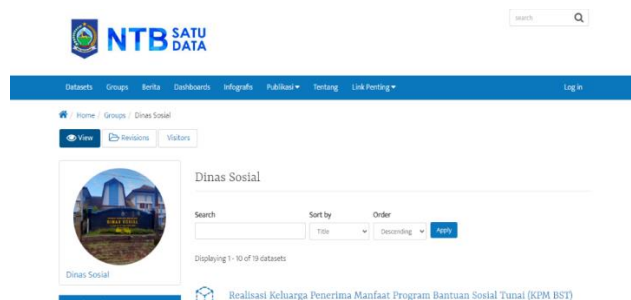 search
NTB SATU DATA
Datasets Groups Berita Dashboards Infografis Publikasi Tentang Link Penting Log in
/ Home / Groups / Dinas Sosial
View Revisions Visitors
Dinas Sosial
Search Sort by Order
Title Descending Apply
Displaying 1 - 10 of 19 datasets
Dinas Sosial
Realisasi Keluarga Penerima Manfaat Program Bantuan Sosial Tunai (KPM BST)